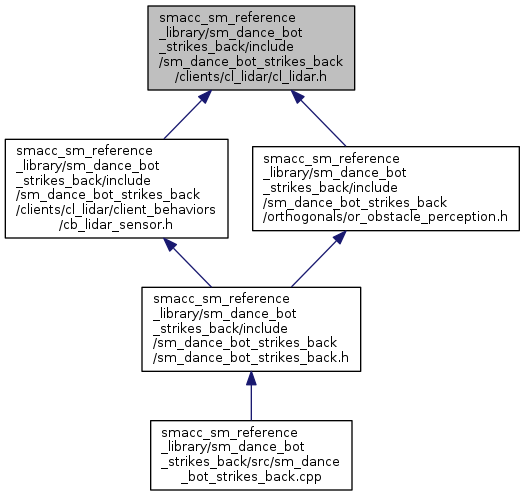 smacc_sm_reference
_library/sm_dance_bot
_strikes_back/include
/sm_dance_bot_strikes_back
/clients/cl_lidar/cl_lidar.h
smacc_sm_reference
_library/sm_dance_bot
_strikes_back/include
/sm_dance_bot_strikes_back
/clients/cl_lidar/client_behaviors
/cb_lidar_sensor.h
smacc_sm_reference
_library/sm_dance_bot
_strikes_back/include
/sm_dance_bot_strikes_back
/orthogonals/or_obstacle_perception.h
smacc_sm_reference
_library/sm_dance_bot
_strikes_back/include
/sm_dance_bot_strikes_back
/sm_dance_bot_strikes_back.h
smacc_sm_reference
_library/sm_dance_bot
_strikes_back/src/sm_dance
_bot_strikes_back.cpp